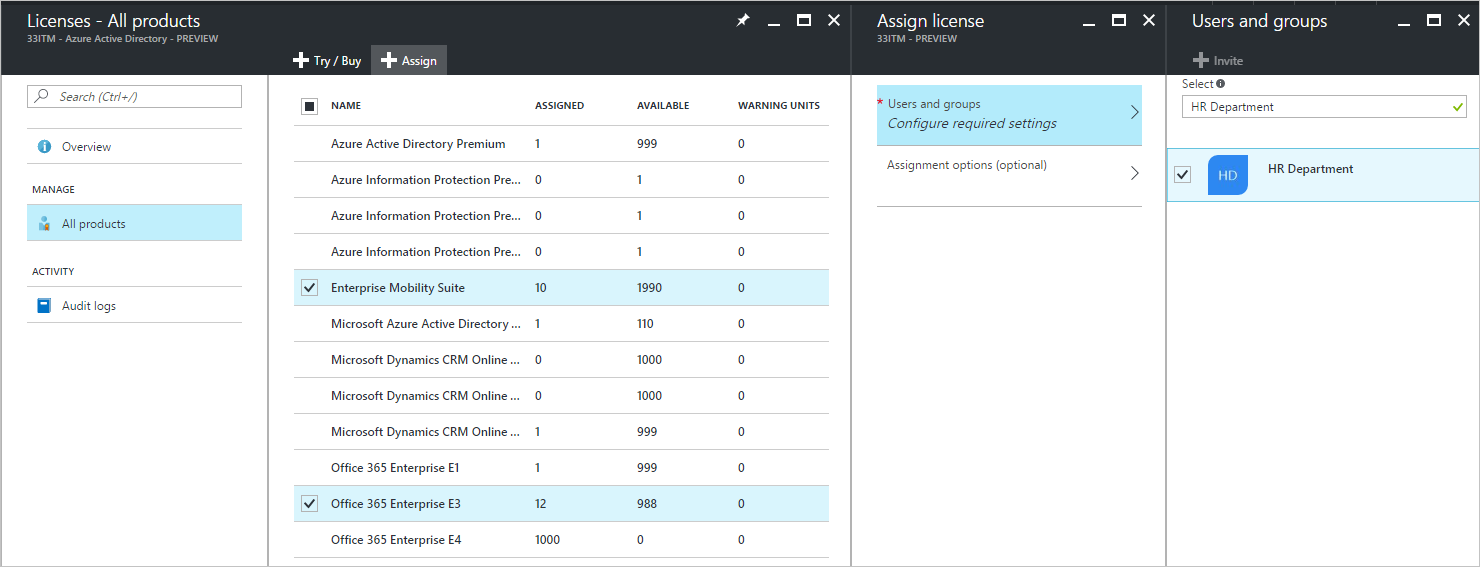 Licenses - All products
33ITM - Azure Active Directory - PREVIEW
Try / Buy
Assign
Search (Ctrl+/)
Overview
MANAGE
All products
ACTIVITY
Audit logs
NAME ASSIGNED AVAILABLE WARNING UNITS
Azure Active Directory Premium 1 999 0
Azure Information Protection Pre... 0 1 0
Azure Information Protection Pre... 0 1 0
Azure Information Protection Pre... 0 1 0
Enterprise Mobility Suite 10 1990 0
Microsoft Azure Active Directory ... 1 110 0
Microsoft Dynamics CRM Online ... 0 1000 0
Microsoft Dynamics CRM Online ... 0 1000 0
Microsoft Dynamics CRM Online ... 1 999 0
Office 365 Enterprise E1 1 999 0
Office 365 Enterprise E3 12 988 0
Office 365 Enterprise E4 1000 0 0
Assign license
33ITM - PREVIEW
* Users and groups
Configure required settings
Assignment options (optional)
Users and groups
Invite
Select
HR Department
HD HR Department